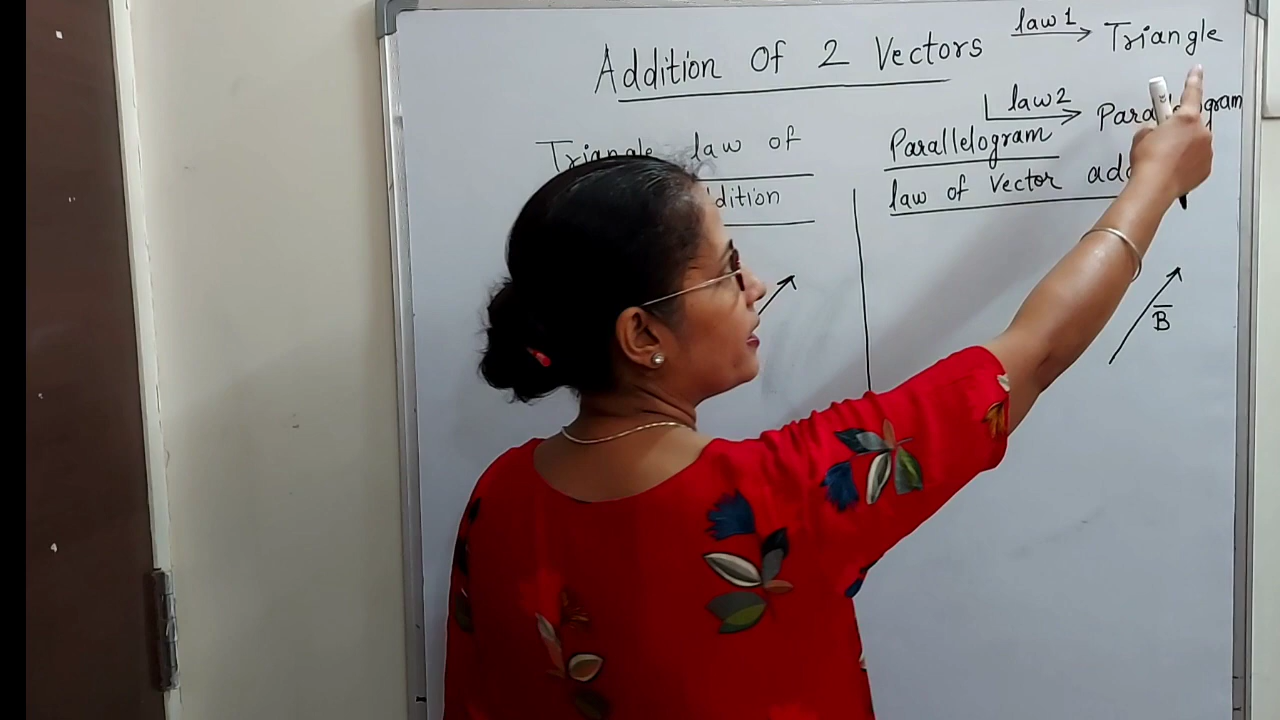 Addition Of 2 Vectors
law 1 Triangle
law 2
Triangle law of
Parallelogram
law of Vector
B